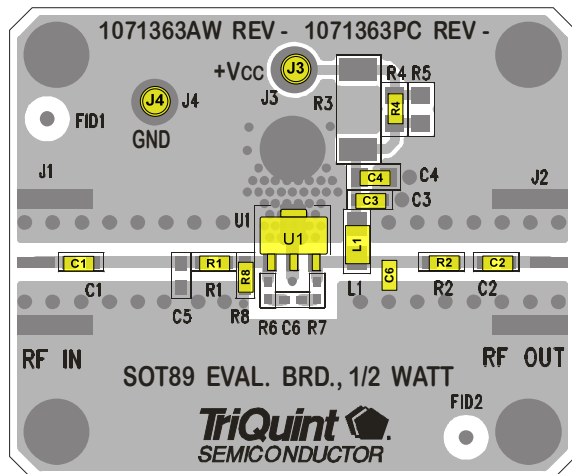 1071363AW REV - 1071363PC REV -
+VCC
J3
J3
R3
R4
R5
R4
J4
J4
GND
FID1
J1
J2
C4
C4
C3
C3
U1
U1
L1
L1
C1
C1
R1
R1
R8
R8
C5
C6
R2
R2
C2
C2
R6
C6
R7
RF IN
RF OUT
SOT89 EVAL. BRD., 1/2 WATT
FID2
TriQuint
SEMICONDUCTOR